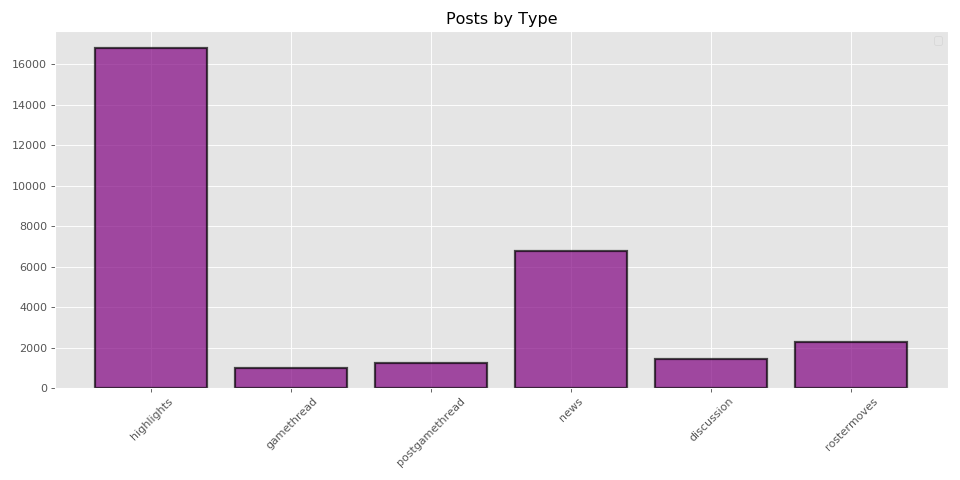 Posts by Type
16000
14000
12000
10000
8000
6000
4000
2000
0
highlights
gamethread
postgamethread
news
discussion
rostermoves